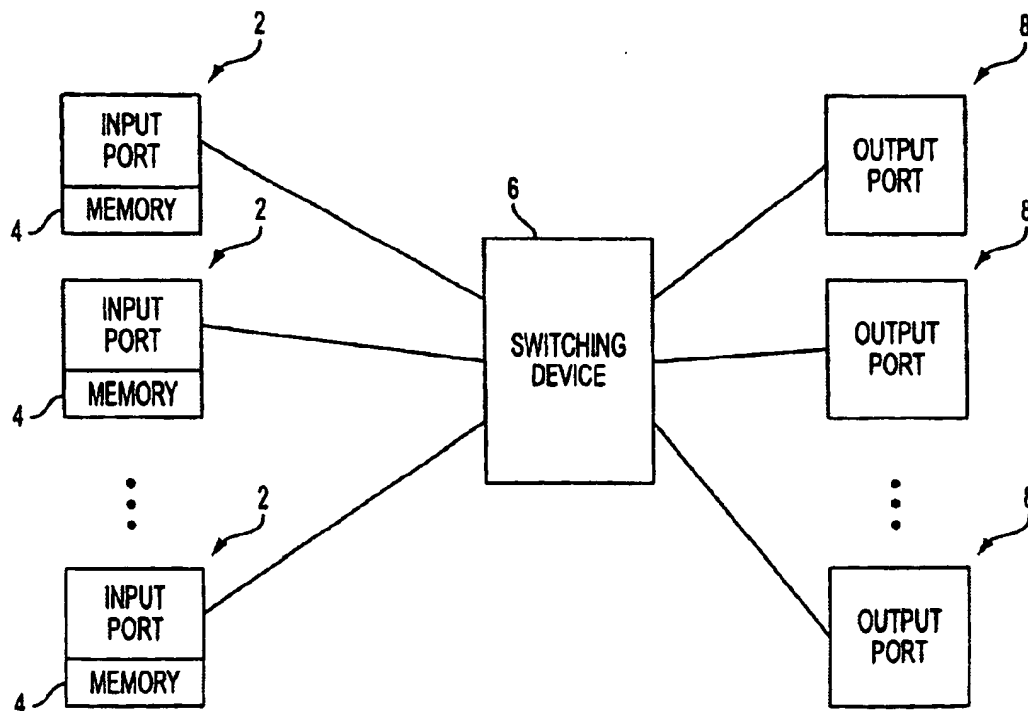 2
INPUT
PORT
4
MEMORY
2
INPUT
PORT
4
MEMORY
2
INPUT
PORT
4
MEMORY
6
SWITCHING
DEVICE
8
OUTPUT
PORT
8
OUTPUT
PORT
8
OUTPUT
PORT